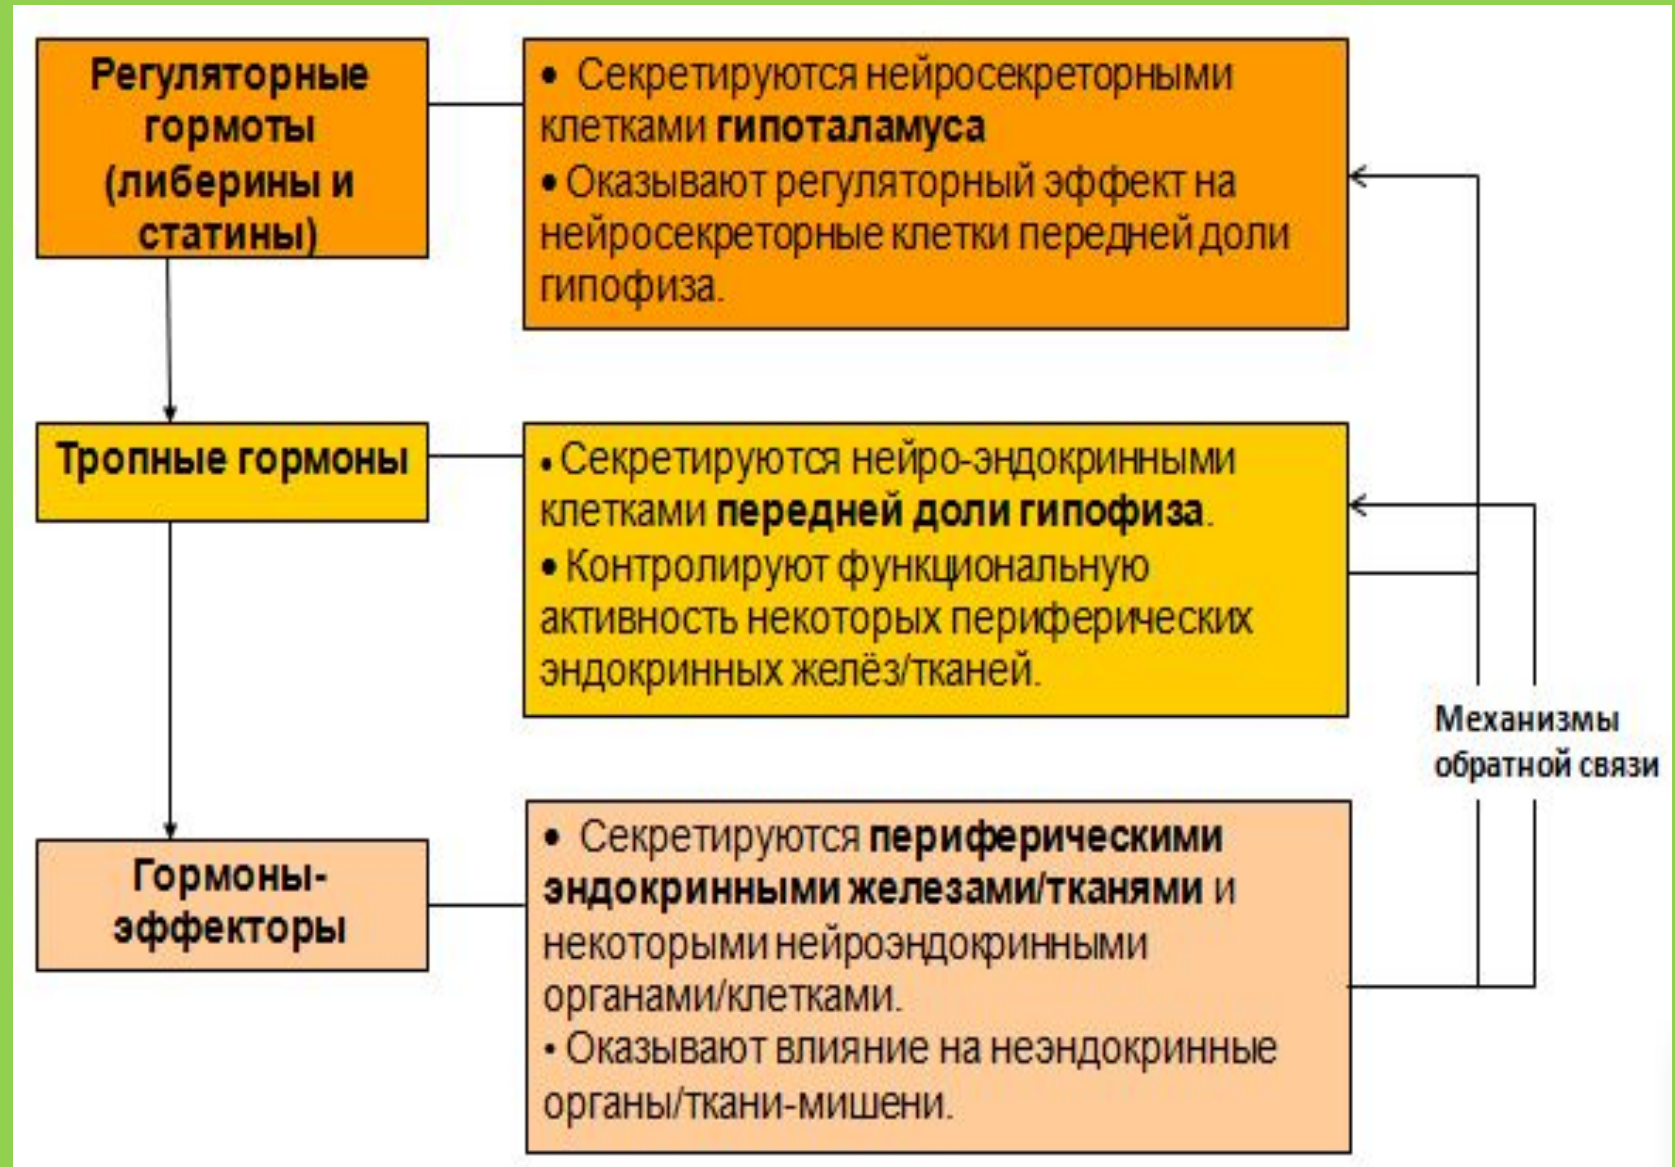 Регуляторные
гормоты
(либерины и
статины)
• Секретируются нейросекреторными
клетками гипоталамуса
• Оказывают регуляторный эффект на
нейросекреторные клетки передней доли
гипофиза.
Тропные гормоны
• Секретируются нейро-эндокринными
клетками передней доли гипофиза.
• Контролируют функциональную
активность некоторых периферических
эндокринных желёз/тканей.
Механизмы
обратной связи
Гормоны-
эффекторы
• Секретируются периферическими
эндокринными железами/тканями и
некоторыми нейроэндокринными
органами/клетками.
• Оказывают влияние на неэндокринные
органы/ткани-мишени.